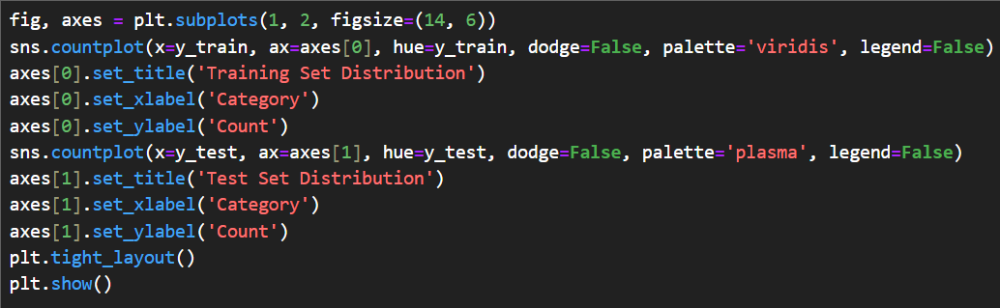 fig, axes = plt.subplots(1, 2, figsize=(14, 6))
sns.countplot(x=y_train, ax=axes[0], hue=y_train, dodge=False, palette='viridis', legend=False)
axes[0].set_title('Training Set Distribution')
axes[0].set_xlabel('Category')
axes[0].set_ylabel('Count')
sns.countplot(x=y_test, ax=axes[1], hue=y_test, dodge=False, palette='plasma', legend=False)
axes[1].set_title('Test Set Distribution')
axes[1].set_xlabel('Category')
axes[1].set_ylabel('Count')
plt.tight_layout()
plt.show()